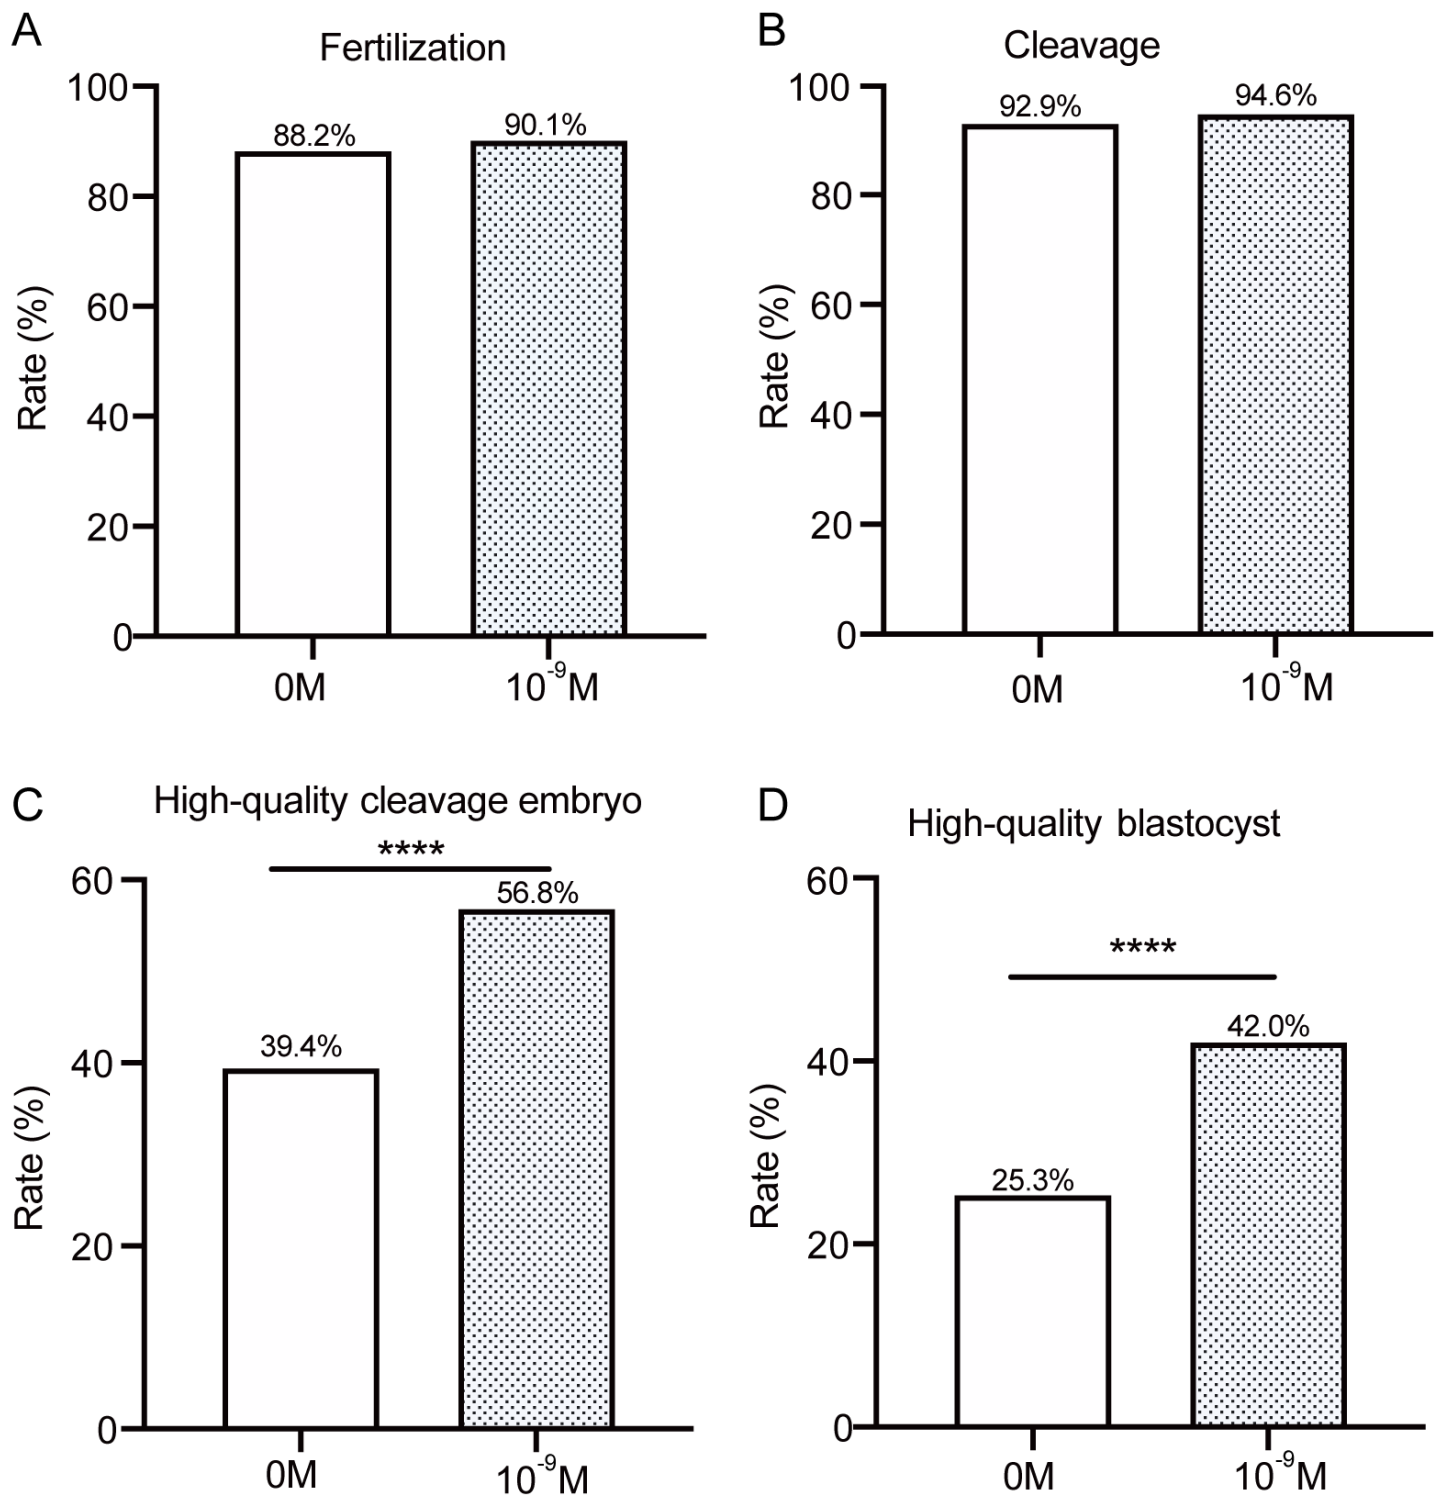 A
Fertilization
100
80
60
40
20
0
Rate (%)
88.2%
90.1%
0M
10⁻⁹M
B
Cleavage
100
80
60
40
20
0
Rate (%)
92.9%
94.6%
0M
10⁻⁹M
C
High-quality cleavage embryo
****
60
40
20
0
Rate (%)
39.4%
56.8%
0M
10⁻⁹M
D
High-quality blastocyst
****
60
40
20
0
Rate (%)
25.3%
42.0%
0M
10⁻⁹M